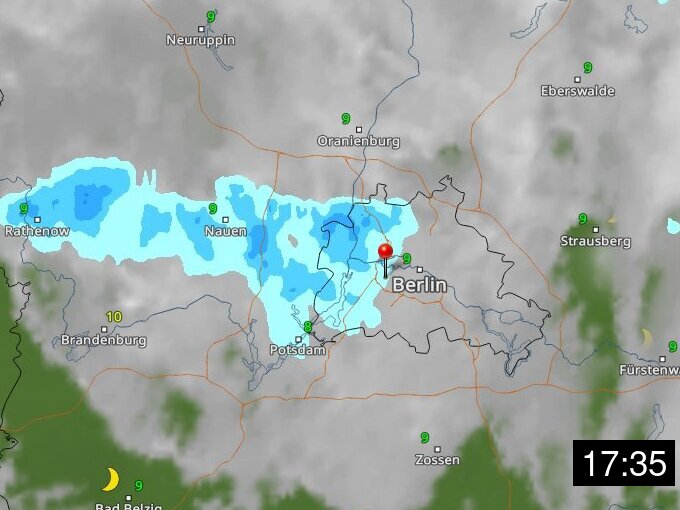 9
Neuruppin
9
Eberswalde
9
Oranienburg
9
Rathenow
9
Nauen
9
Strausberg
9
Berlin
10
Brandenburg
8
Potsdam
9
Fürstenwa
9
Zossen
17:35
9
Bad Belzig